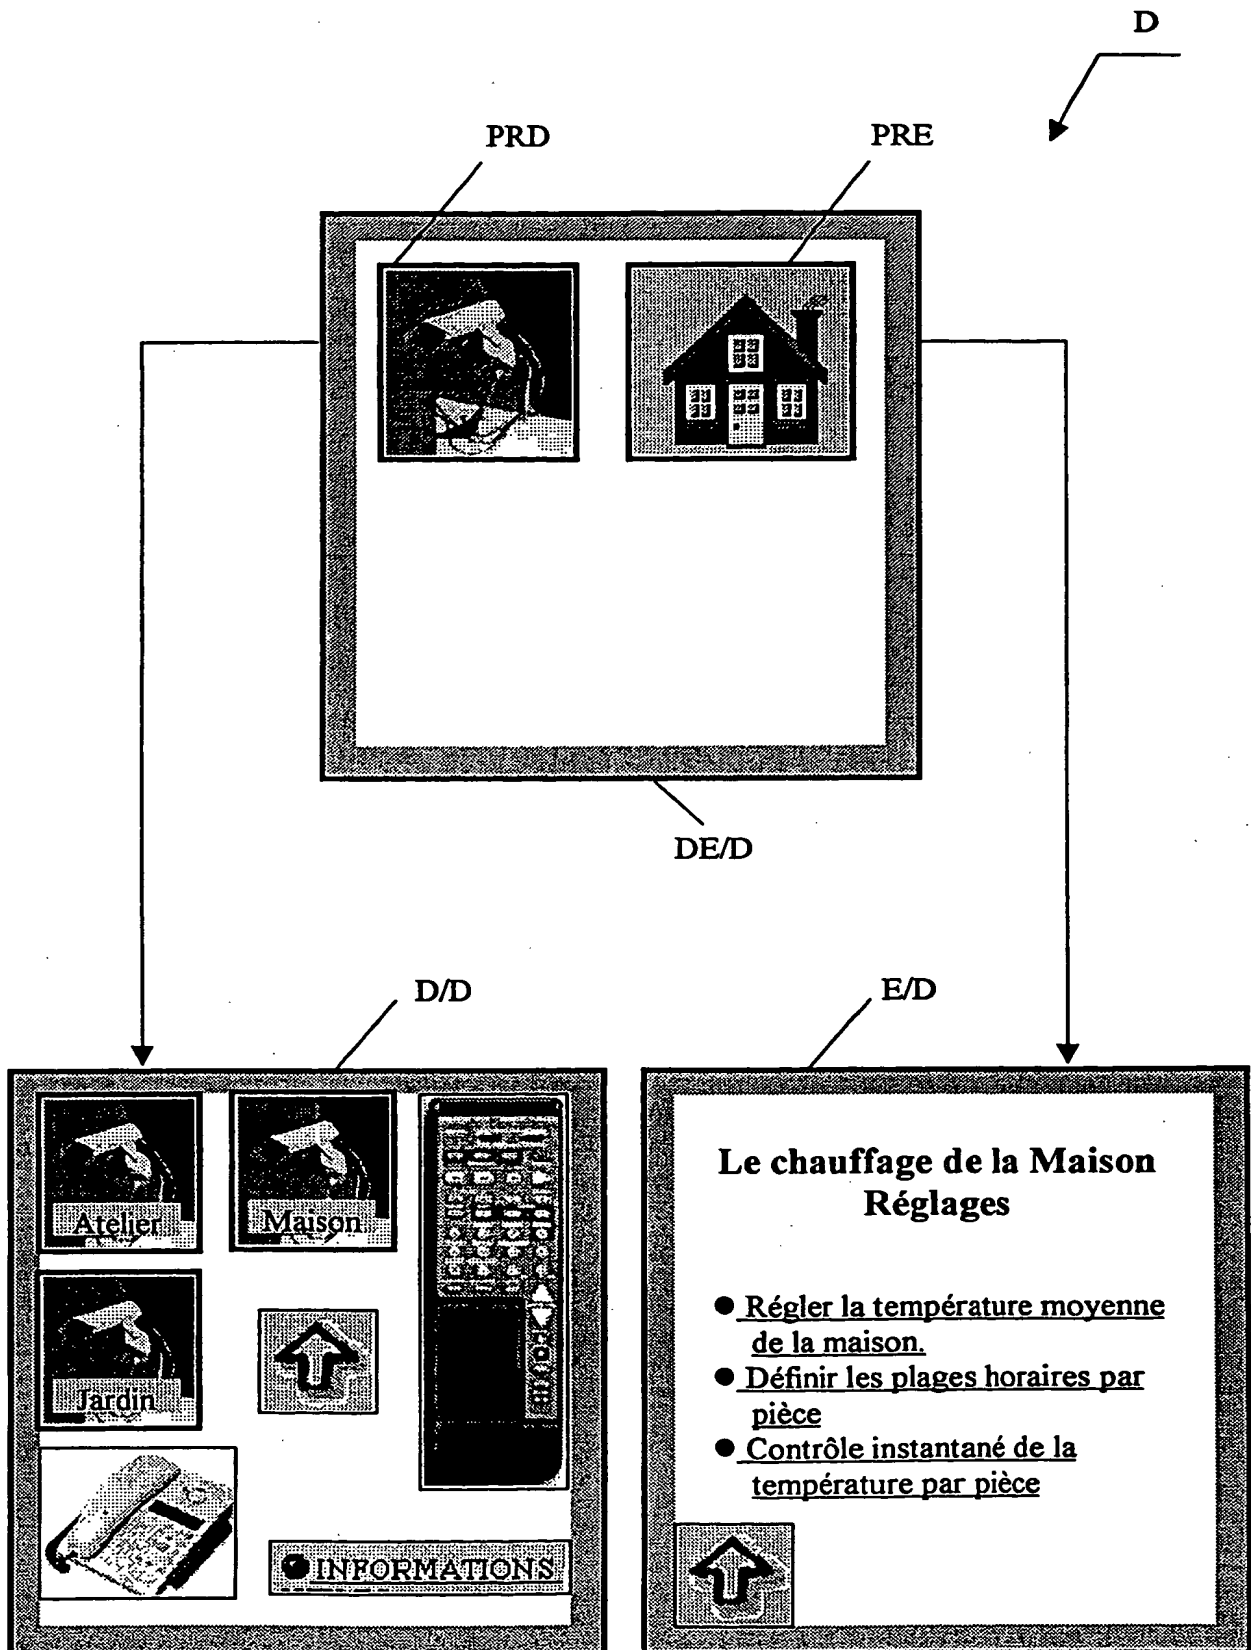 D
PRD
PRE
DE/D
D/D
E/D
Atelier
Maison
Jardin
INFORMATIONS
Le chauffage de la Maison
Réglages
● Régler la température moyenne
de la maison.
● Définir les plages horaires par
pièce
● Contrôle instantané de la
température par pièce